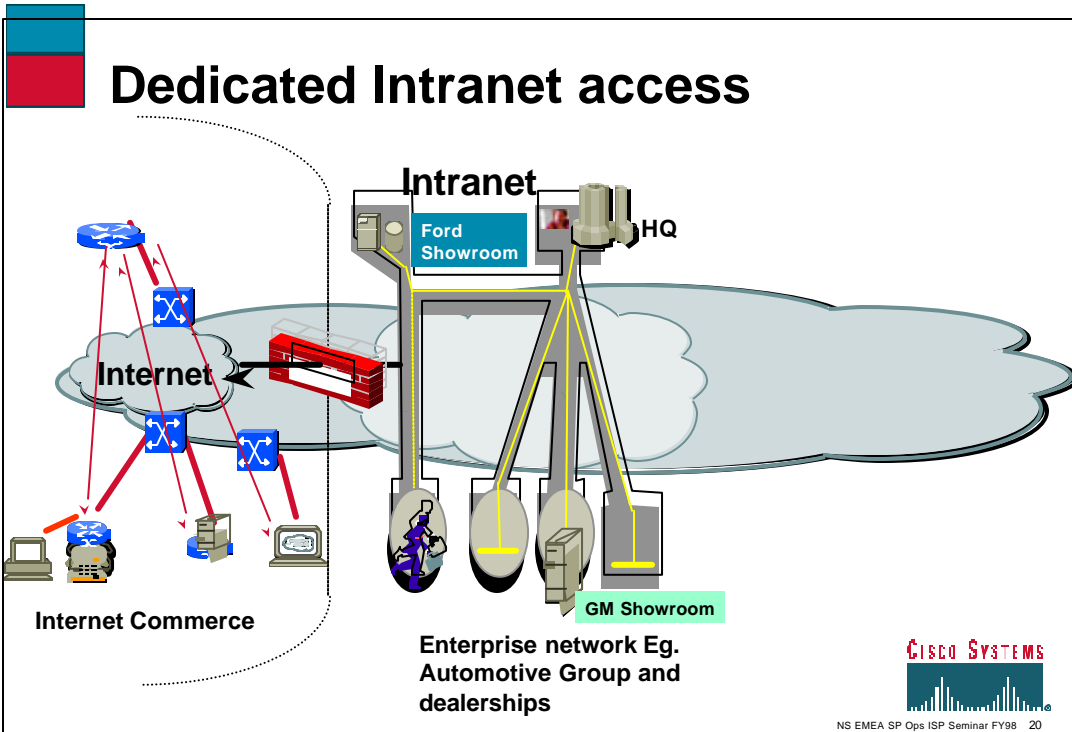 Dedicated Intranet access
Intranet
Ford
Showroom
HQ
Internet
GM Showroom
Internet Commerce
Enterprise network Eg.
Automotive Group and
dealerships
CISCO SYSTEMS
NS EMEA SP Ops ISP Seminar FY98 20